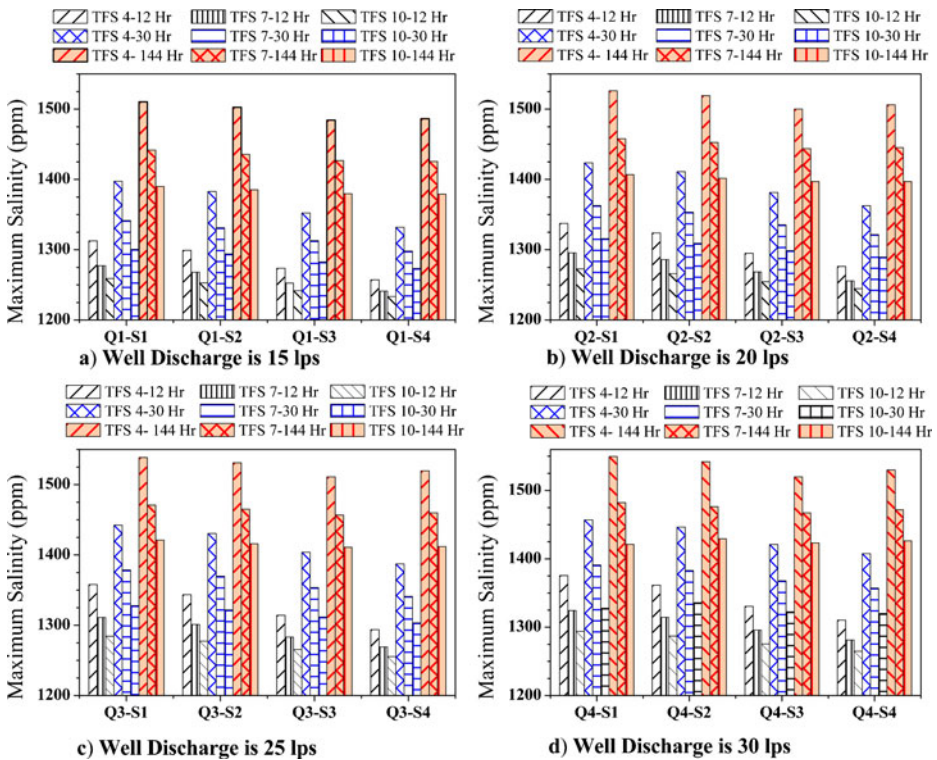 TFS 4-12 Hr TFS 7-12 Hr TFS 10-12 Hr
TFS 4-30 Hr TFS 7-30 Hr TFS 10-30 Hr
TFS 4- 144 Hr TFS 7-144 Hr TFS 10-144 Hr
Maximum Salinity (ppm)
1500
1400
1300
1200
Q1-S1 Q1-S2 Q1-S3 Q1-S4
a) Well Discharge is 15 lps
TFS 4-12 Hr TFS 7-12 Hr TFS 10-12 Hr
TFS 4-30 Hr TFS 7-30 Hr TFS 10-30 Hr
TFS 4- 144 Hr TFS 7-144 Hr TFS 10-144 Hr
Maximum Salinity (ppm)
1500
1400
1300
1200
Q2-S1 Q2-S2 Q2-S3 Q2-S4
b) Well Discharge is 20 lps
TFS 4-12 Hr TFS 7-12 Hr TFS 10-12 Hr
TFS 4-30 Hr TFS 7-30 Hr TFS 10-30 Hr
TFS 4- 144 Hr TFS 7-144 Hr TFS 10-144 Hr
Maximum Salinity (ppm)
1500
1400
1300
1200
Q3-S1 Q3-S2 Q3-S3 Q3-S4
c) Well Discharge is 25 lps
TFS 4-12 Hr TFS 7-12 Hr TFS 10-12 Hr
TFS 4-30 Hr TFS 7-30 Hr TFS 10-30 Hr
TFS 4- 144 Hr TFS 7-144 Hr TFS 10-144 Hr
Maximum Salinity (ppm)
1500
1400
1300
1200
Q4-S1 Q4-S2 Q4-S3 Q4-S4
d) Well Discharge is 30 lps